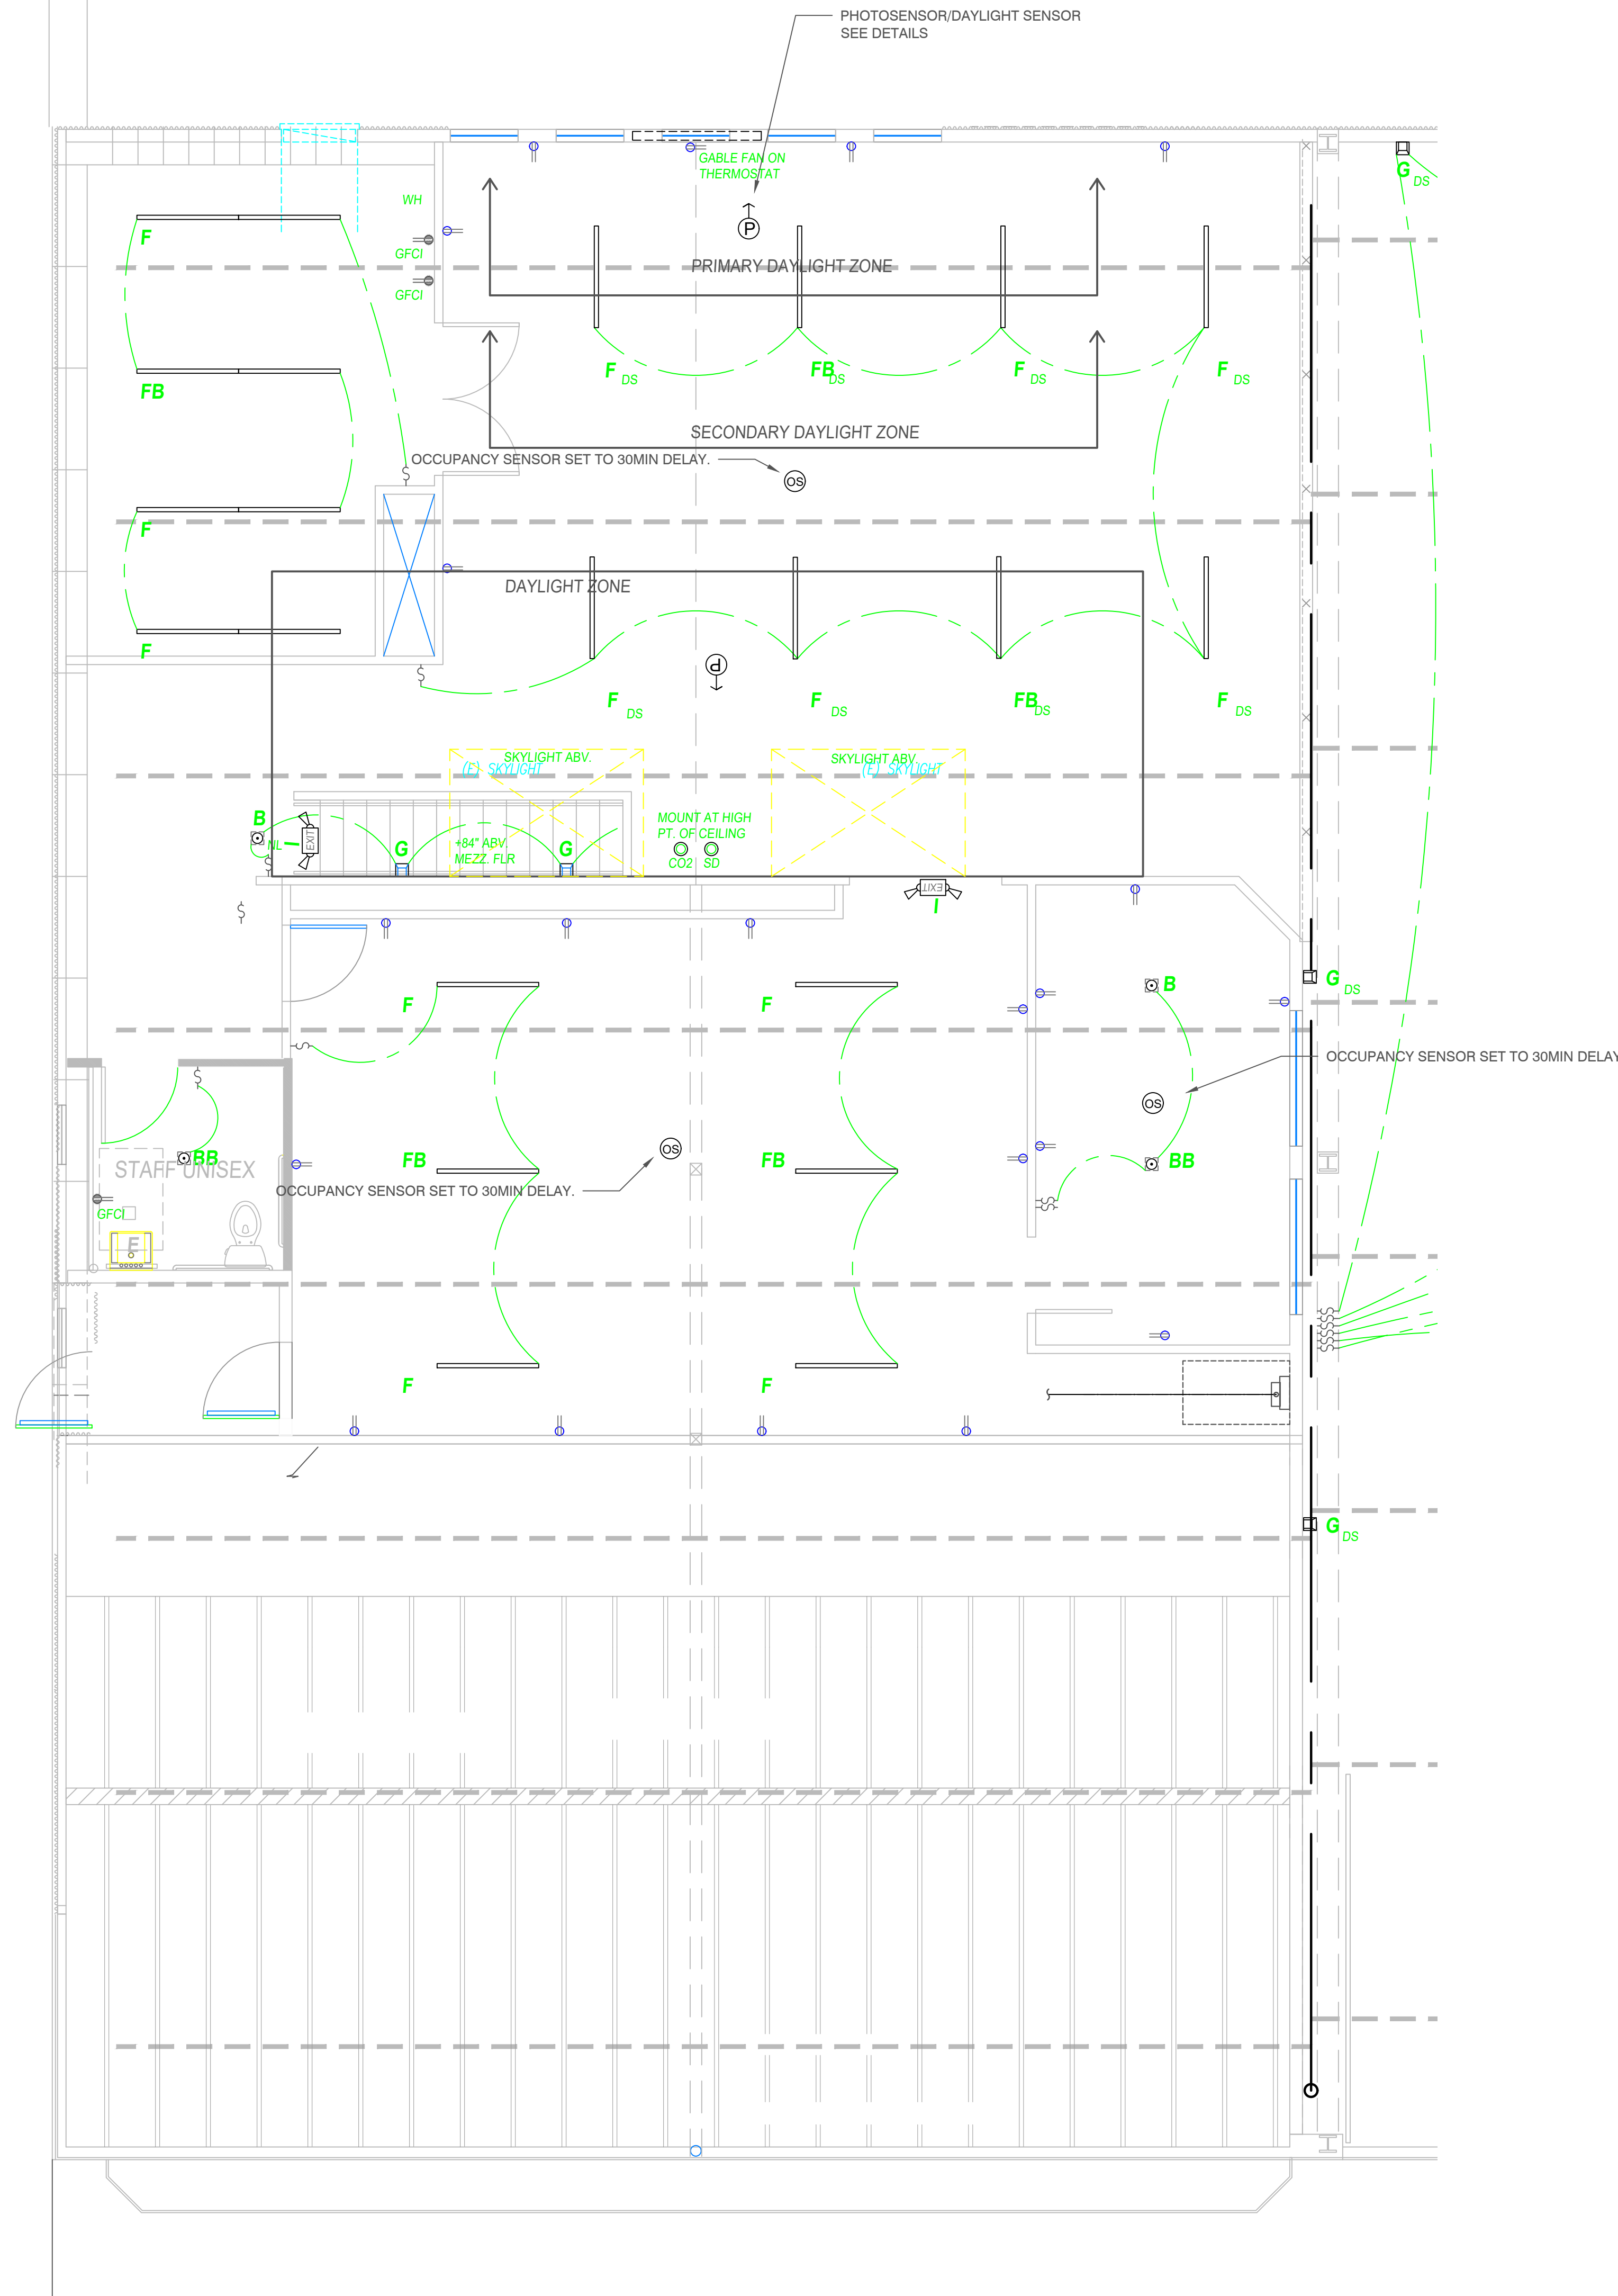 PHOTOSENSOR/DAYLIGHT SENSOR
SEE DETAILS
GABLE FAN ON
THERMOSTAT
G DS
WH
P
F
GFCI
PRIMARY DAYLIGHT ZONE
GFCI
F DS
FB DS
F DS
F DS
FB
SECONDARY DAYLIGHT ZONE
OCCUPANCY SENSOR SET TO 30MIN DELAY.
OS
F
DAYLIGHT ZONE
F
P
F DS
F DS
FB DS
F DS
SKYLIGHT ABV.
(E) SKYLIGHT
SKYLIGHT ABV.
(E) SKYLIGHT
B
NL
I
EXIT
G
+84" ABV.
MEZZ. FLR
G
MOUNT AT HIGH
PT. OF CEILING
CO2 SD
EXIT
I
F
F
B
G DS
OCCUPANCY SENSOR SET TO 30MIN DELAY
OS
BB
STAFF UNISEX
FB
OS
FB
BB
OCCUPANCY SENSOR SET TO 30MIN DELAY.
GFCI
E
F
F
G DS